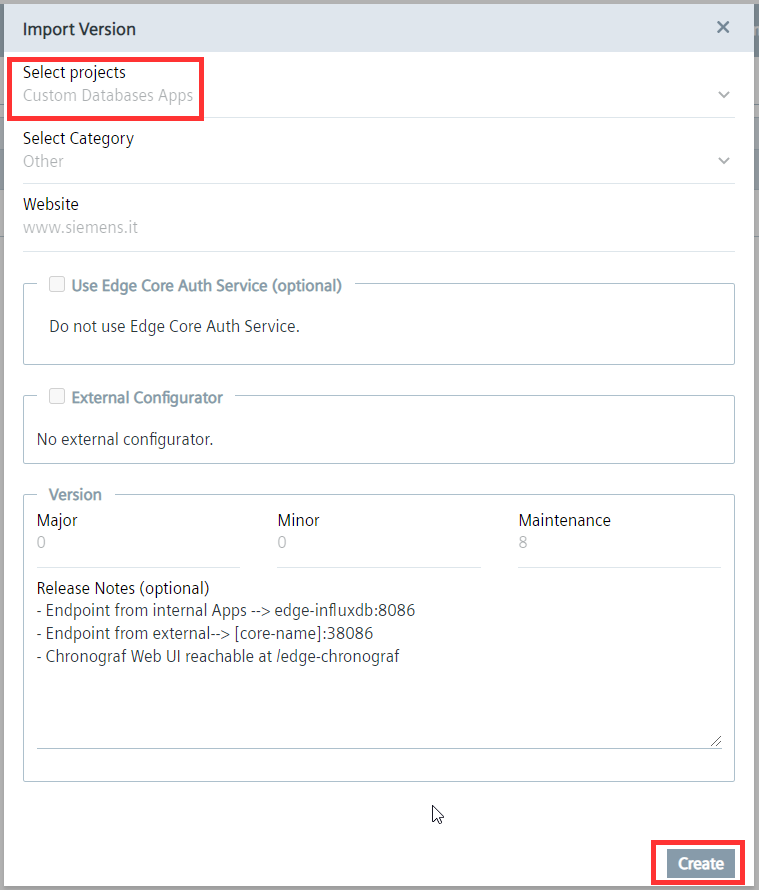 Import Version
Select projects
Custom Databases Apps
Select Category
Other
Website
www.siemens.it
Use Edge Core Auth Service (optional)
Do not use Edge Core Auth Service.
External Configurator
No external configurator.
Version
Major Minor Maintenance
0 0 8
Release Notes (optional)
- Endpoint from internal Apps --> edge-influxdb:8086
- Endpoint from external--> [core-name]:38086
- Chronograf Web UI reachable at /edge-chronograf
Create